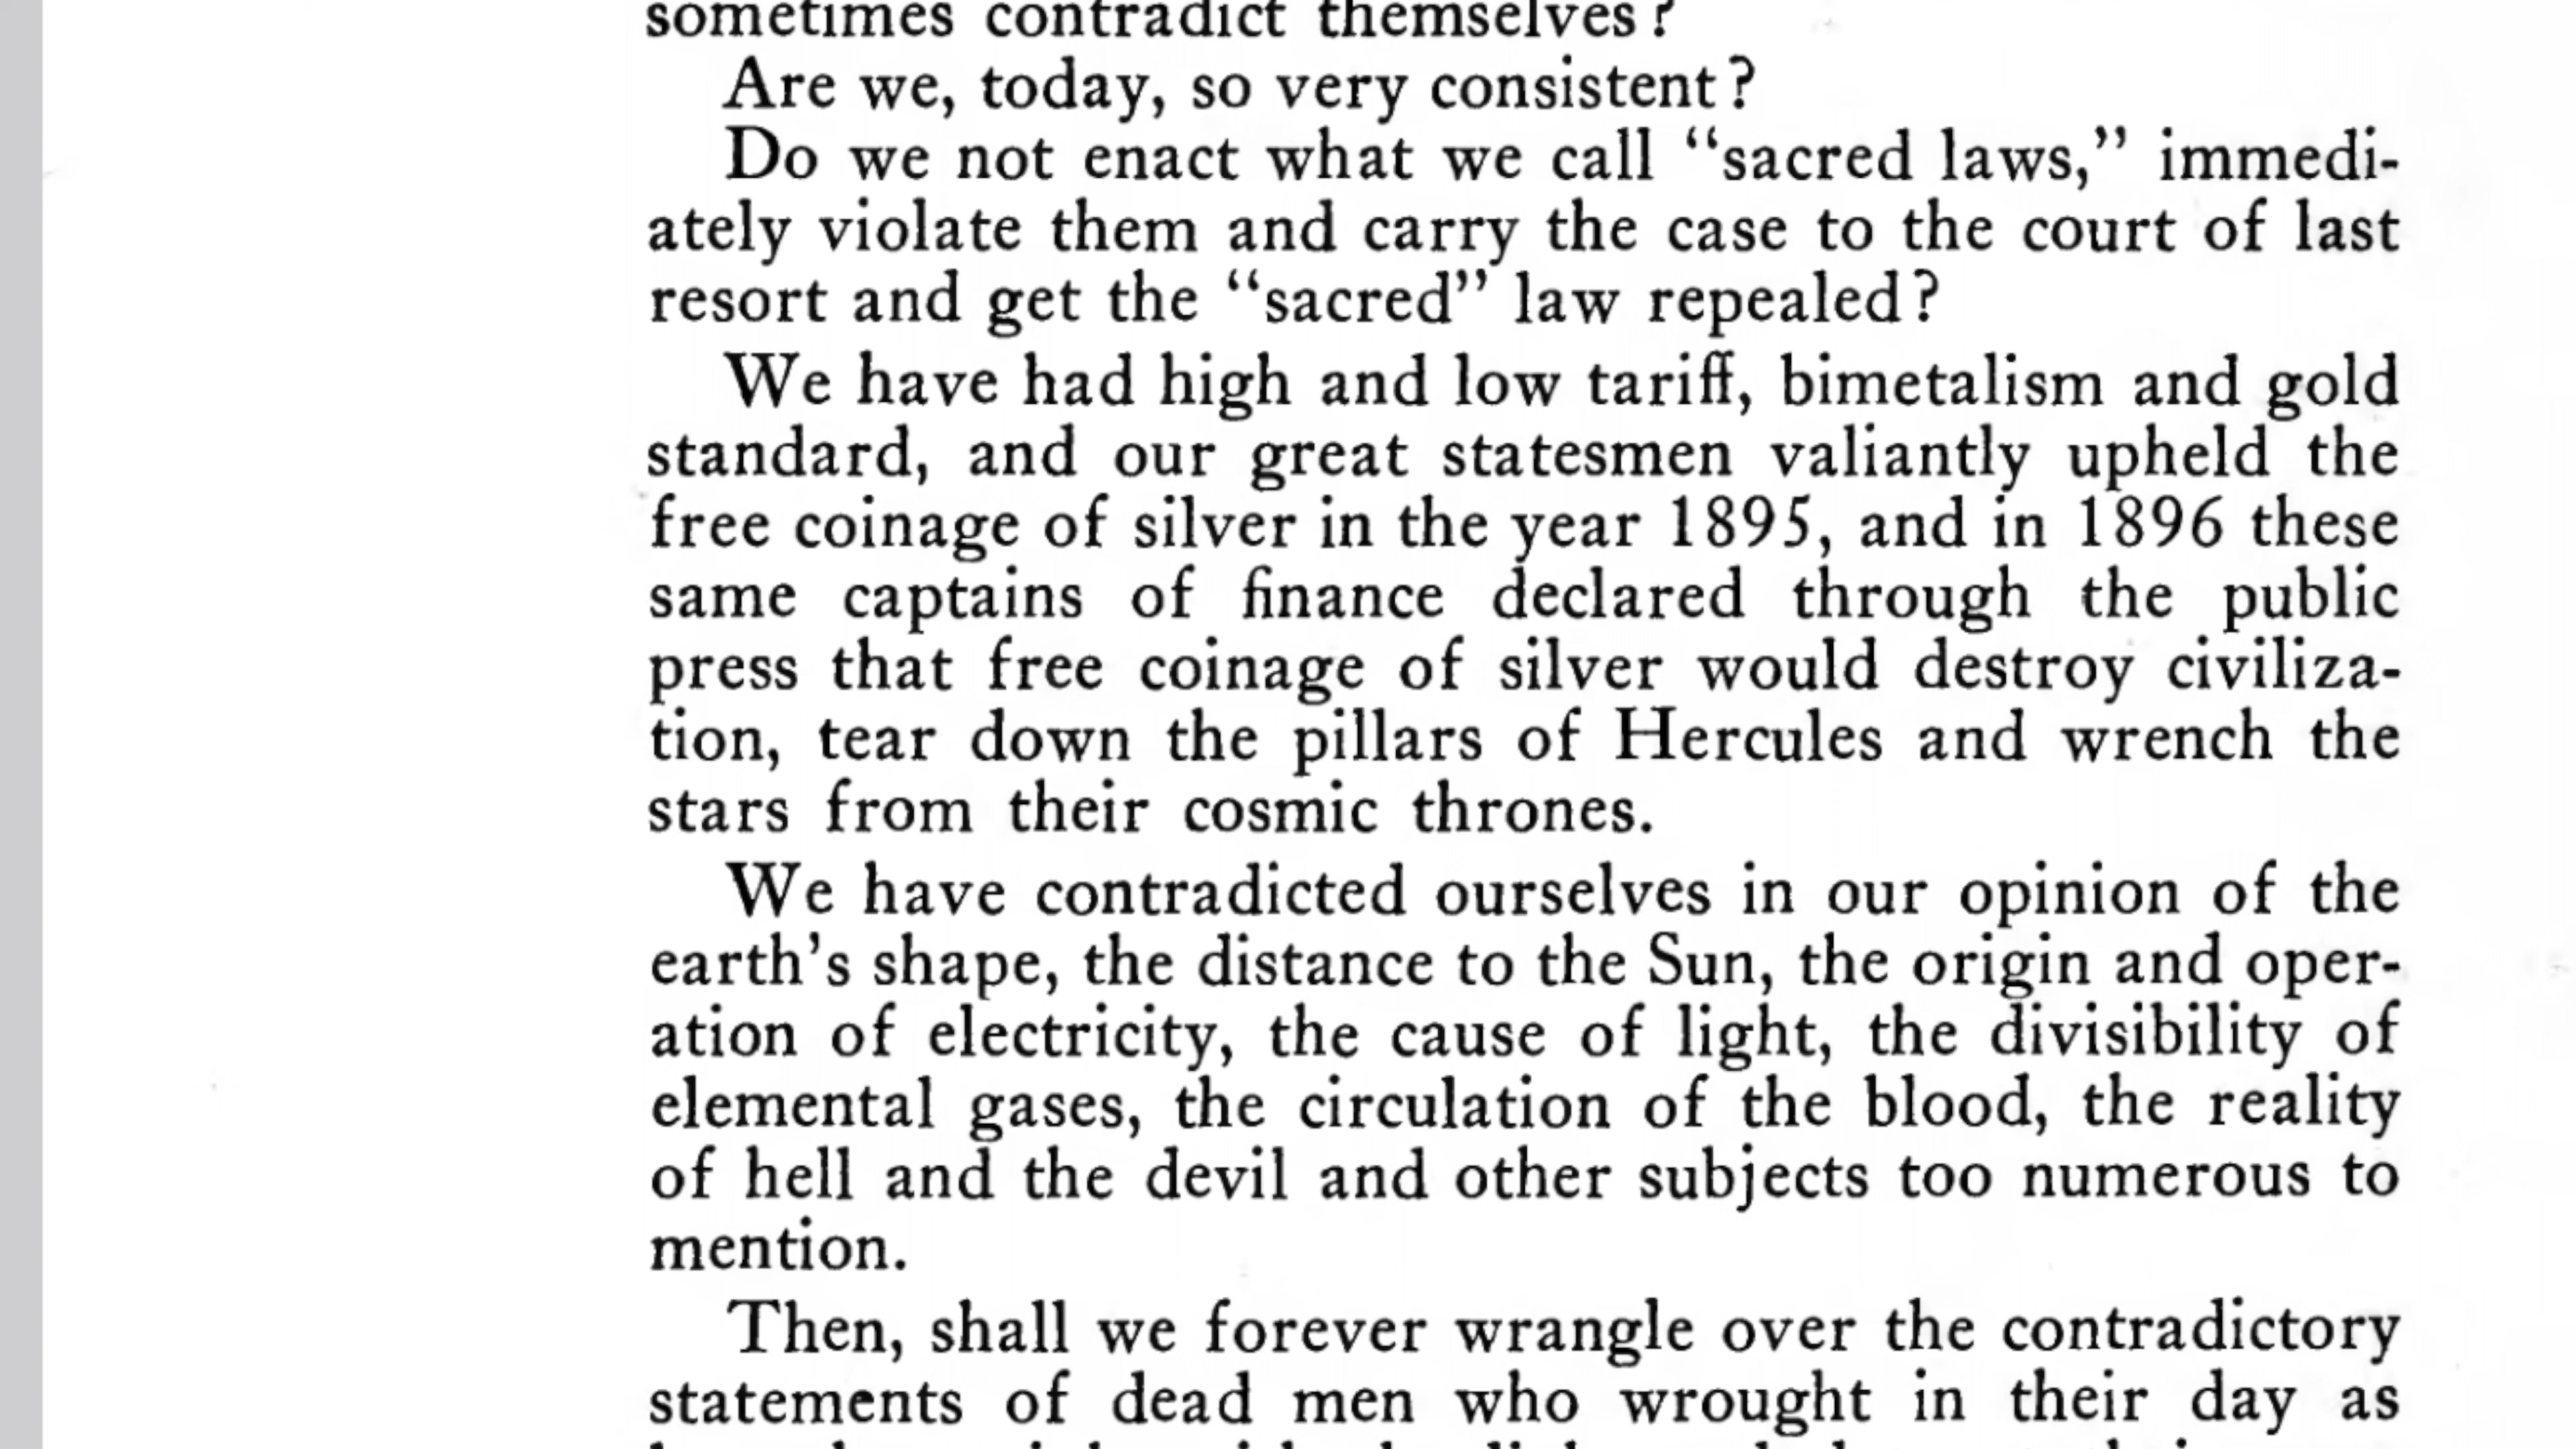 sometimes contradict themselves?
Are we, today, so very consistent?
Do we not enact what we call “sacred laws,” immedi-
ately violate them and carry the case to the court of last
resort and get the “sacred” law repealed?
We have had high and low tariff, bimetalism and gold
standard, and our great statesmen valiantly upheld the
free coinage of silver in the year 1895, and in 1896 these
same captains of finance declared through the public
press that free coinage of silver would destroy civiliza-
tion, tear down the pillars of Hercules and wrench the
stars from their cosmic thrones.
We have contradicted ourselves in our opinion of the
earth's shape, the distance to the Sun, the origin and oper-
ation of electricity, the cause of light, the divisibility of
elemental gases, the circulation of the blood, the reality
of hell and the devil and other subjects too numerous to
mention.
Then, shall we forever wrangle over the contradictory
statements of dead men who wrought in their day as